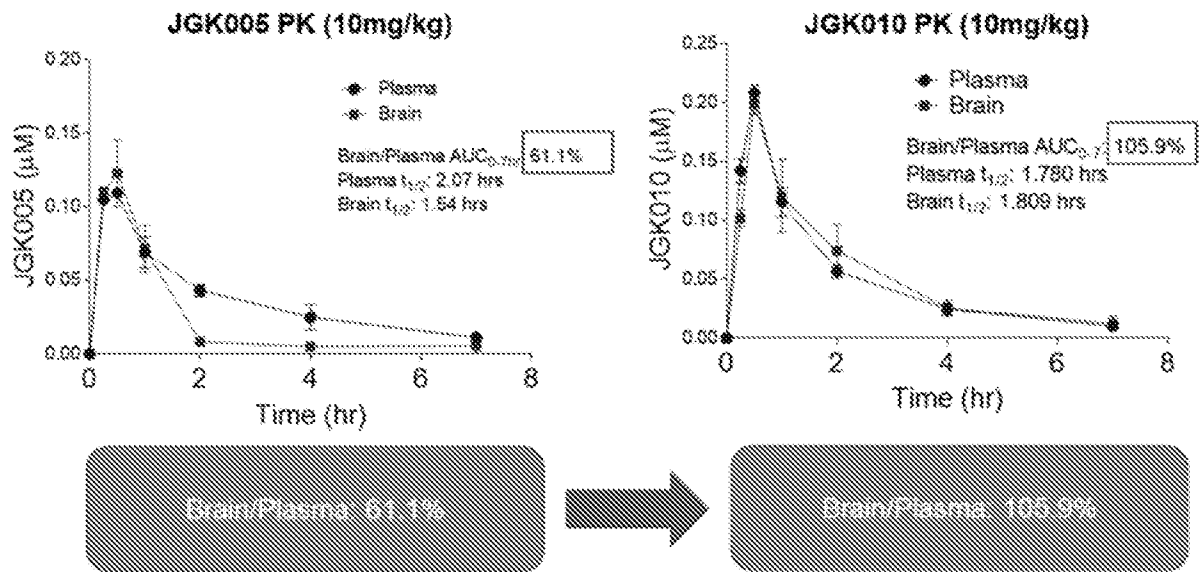 JGK005 PK (10mg/kg)
0.20
0.15
0.10
0.05
0.00
JGK005 (μM)
Plasma
Brain
Brain/Plasma AUC0-7hr: 61.1%
Plasma t1/2: 2.07 hrs
Brain t1/2: 1.54 hrs
0 2 4 6 8
Time (hr)
JGK010 PK (10mg/kg)
0.25
0.20
0.15
0.10
0.05
0.00
JGK010 (μM)
Plasma
Brain
Brain/Plasma AUC0-7: 105.9%
Plasma t1/2: 1.780 hrs
Brain t1/2: 1.809 hrs
0 2 4 6 8
Time (hr)
Brain/Plasma: 61.1%
Brain/Plasma: 105.9%